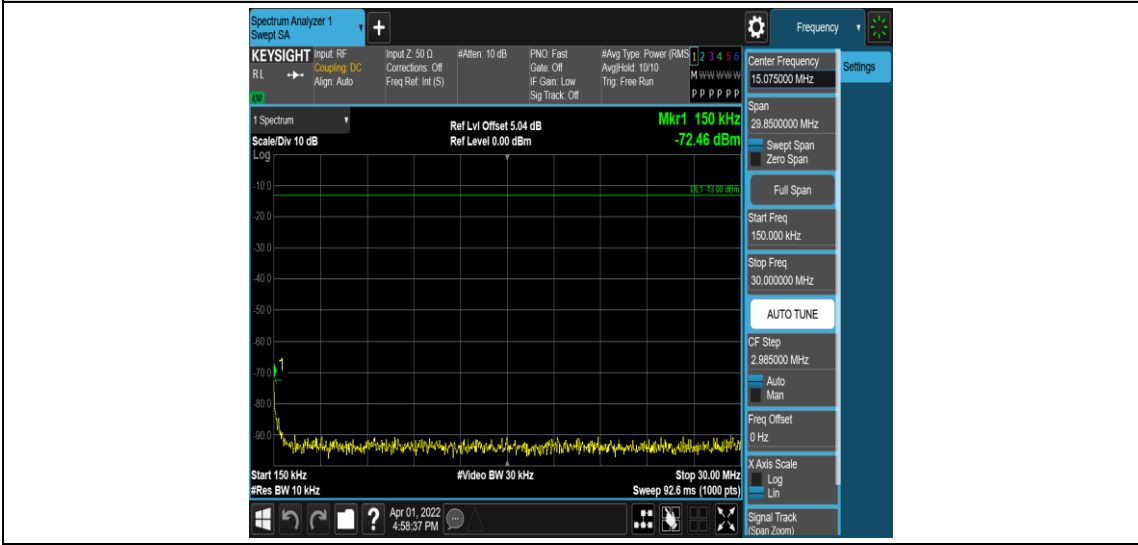 Spectrum Analyzer 1
Swept SA
+
Frequency
KEYSIGHT
RL
LXI
Input: RF
Coupling: DC
Align: Auto
Input Z: 50 Ω
Corrections: Off
Freq Ref: Int (S)
#Atten: 10 dB
PNO: Fast
Gate: Off
IF Gain: Low
Sig Track: Off
#Avg Type: Power (RMS
Avg|Hold: 10/10
Trig: Free Run
1 2 3 4 5 6
M W W W W W
P P P P P P
1 Spectrum
Scale/Div 10 dB
Log
Ref Lvl Offset 5.04 dB
Ref Level 0.00 dBm
Mkr1 150 kHz
-72.46 dBm
DL1 -13.00 dBm
-10.0
-20.0
-30.0
-40.0
-50.0
-60.0
1
-70.0
-80.0
-90.0
Start 150 kHz
#Res BW 10 kHz
#Video BW 30 kHz
Stop 30.00 MHz
Sweep 92.6 ms (1000 pts)
?
Apr 01, 2022
4:58:37 PM
Center Frequency
15.075000 MHz
Settings
Span
29.8500000 MHz
Swept Span
Zero Span
Full Span
Start Freq
150.000 kHz
Stop Freq
30.000000 MHz
AUTO TUNE
CF Step
2.985000 MHz
Auto
Man
Freq Offset
0 Hz
X Axis Scale
Log
Lin
Signal Track
(Span Zoom)